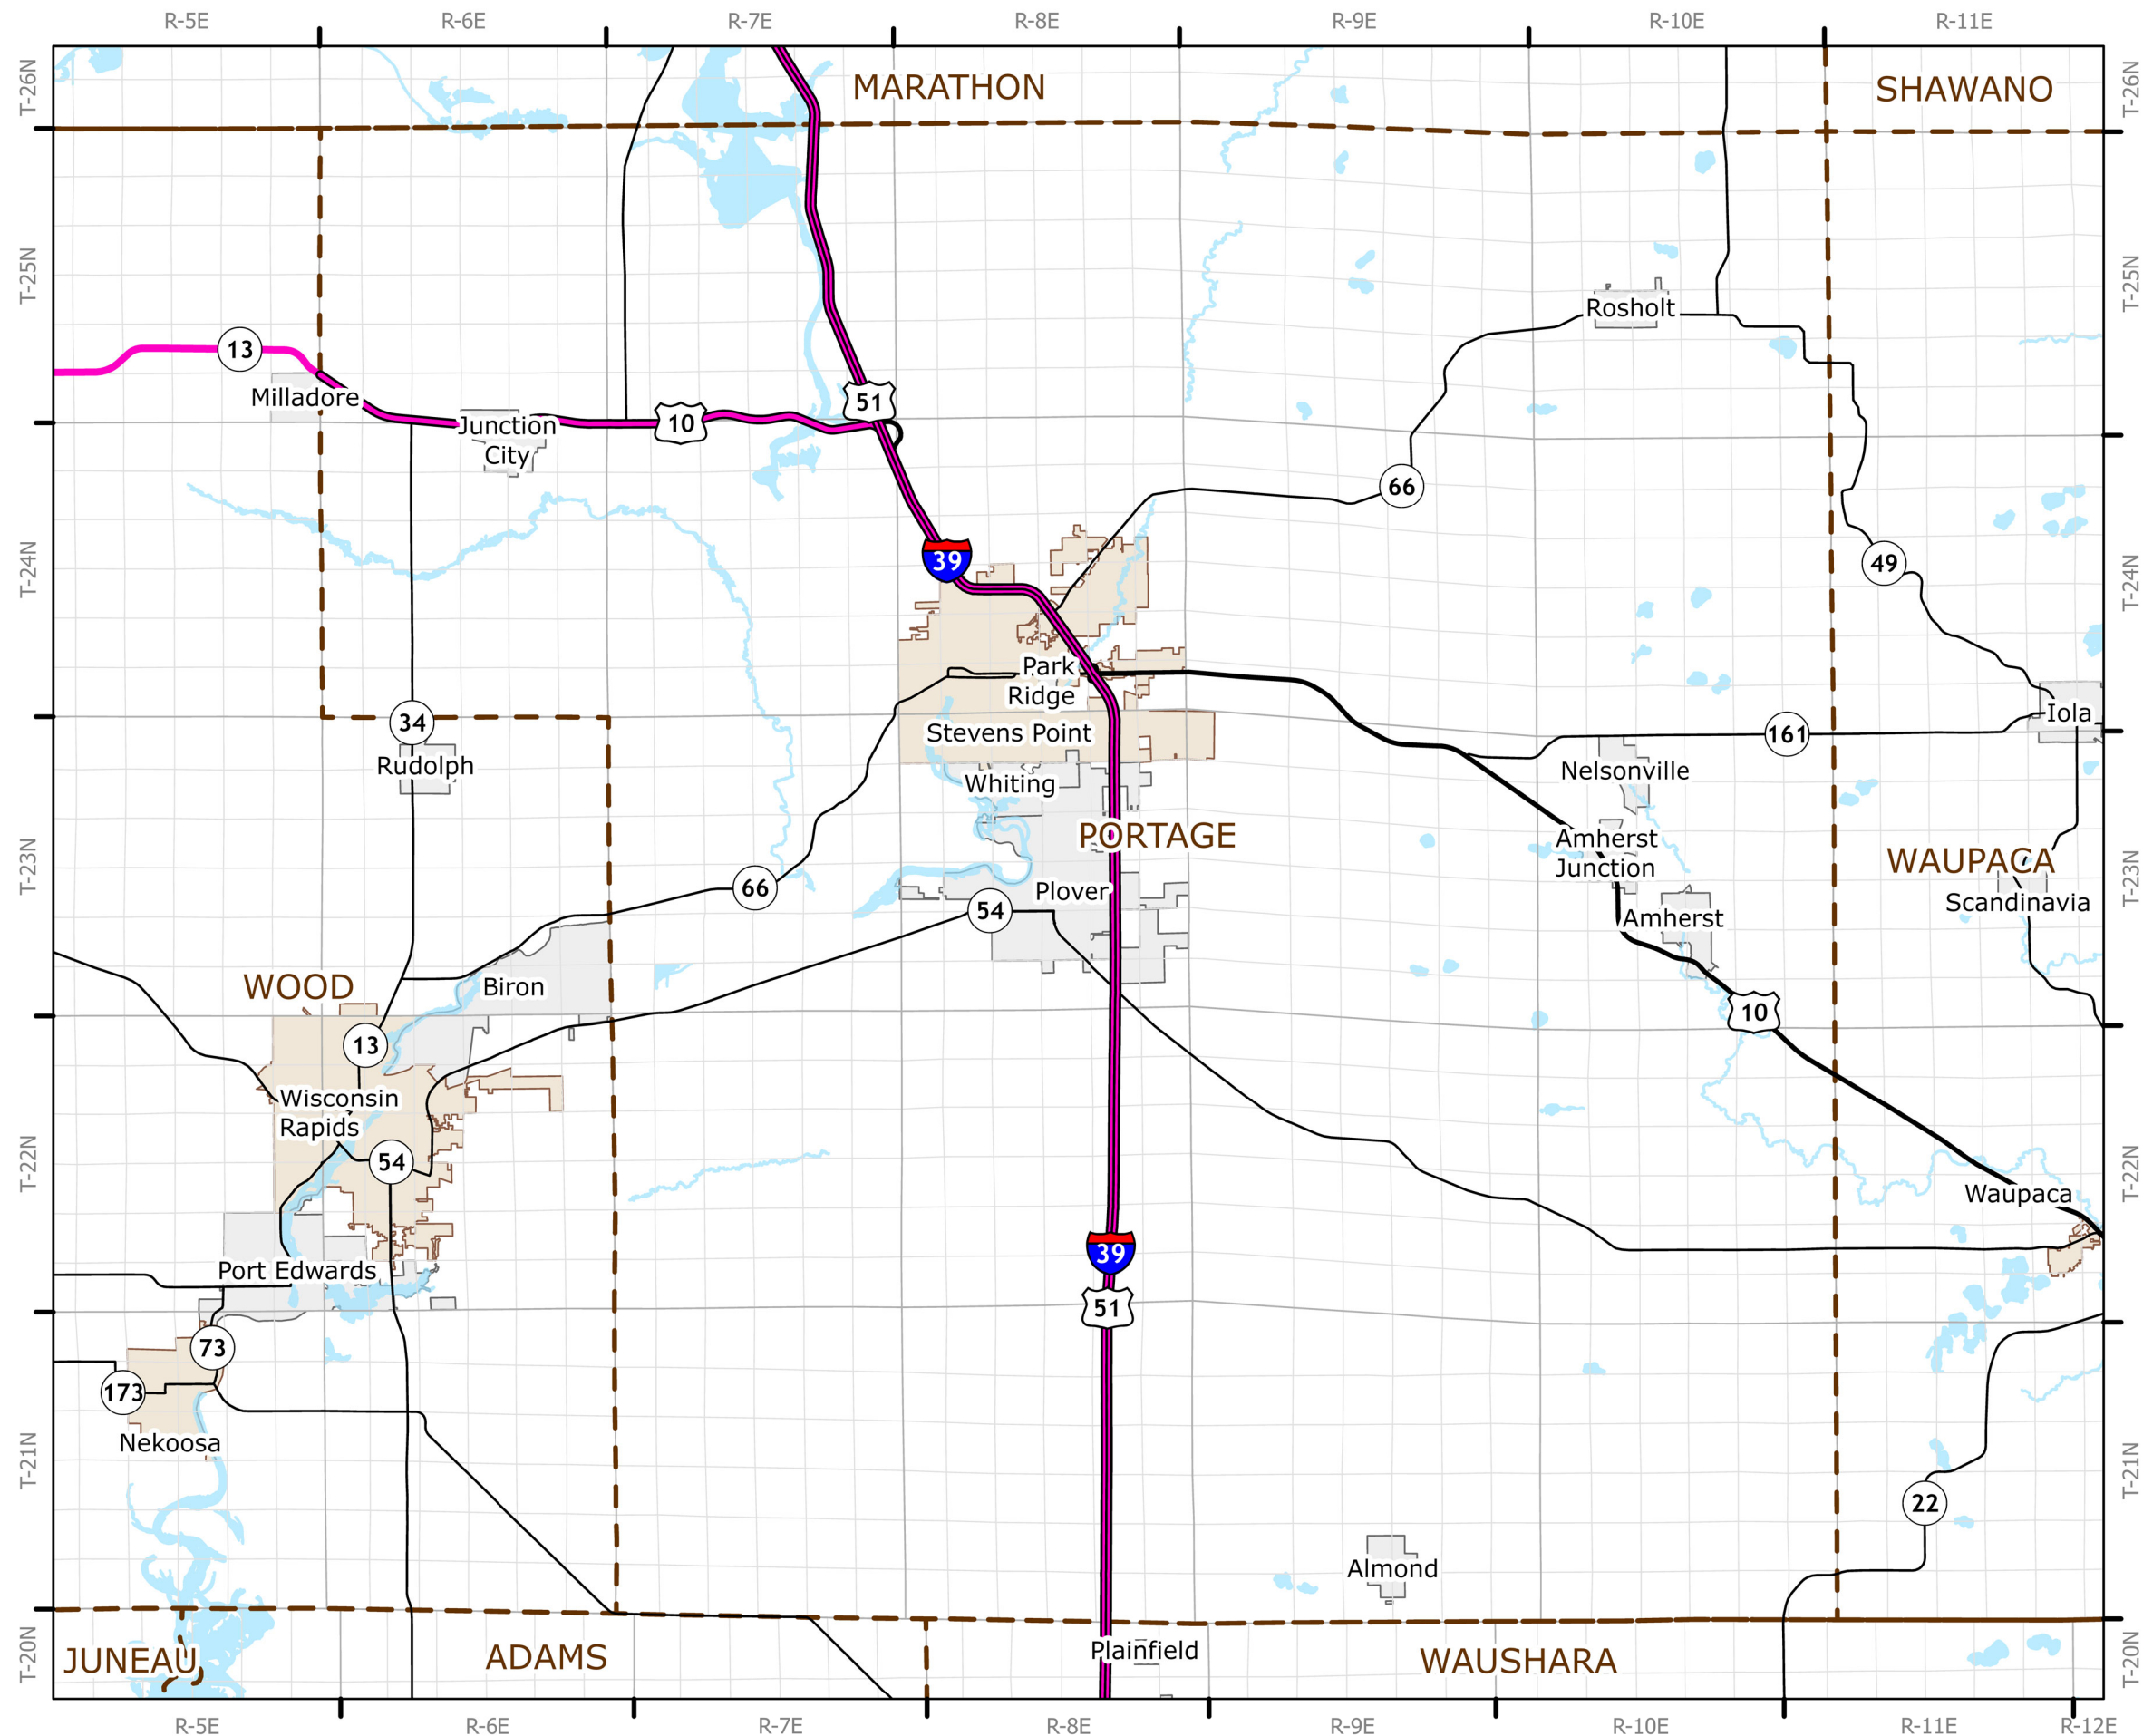 R-5E R-6E R-7E R-8E R-9E R-10E R-11E
T-26N MARATHON SHAWANO T-26N
T-25N T-25N
Rosholt
13
Milladore
51
10
Junction
City
66
39
49
T-24N T-24N
Park
Ridge
34
Iola
161
Stevens Point
Rudolph
Nelsonville
Whiting
PORTAGE
Amherst
Junction
WAUPACA
T-23N T-23N
66
Plover
Scandinavia
54
Amherst
WOOD
Biron
10
13
Wisconsin
Rapids
54
T-22N T-22N
Waupaca
39
Port Edwards
51
73
173
Nekoosa
T-21N T-21N
22
Almond
Plainfield
JUNEAU ADAMS WAUSHARA
T-20N T-20N
R-5E R-6E R-7E R-8E R-9E R-10E R-11E R-12E